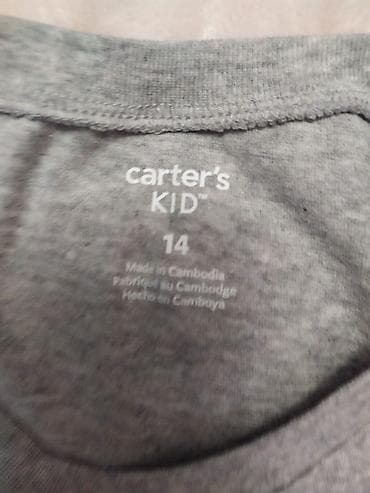 carter's
KID™
14
Made in Cambodia
Fabriqué au Cambodge
Hecho en Camboya